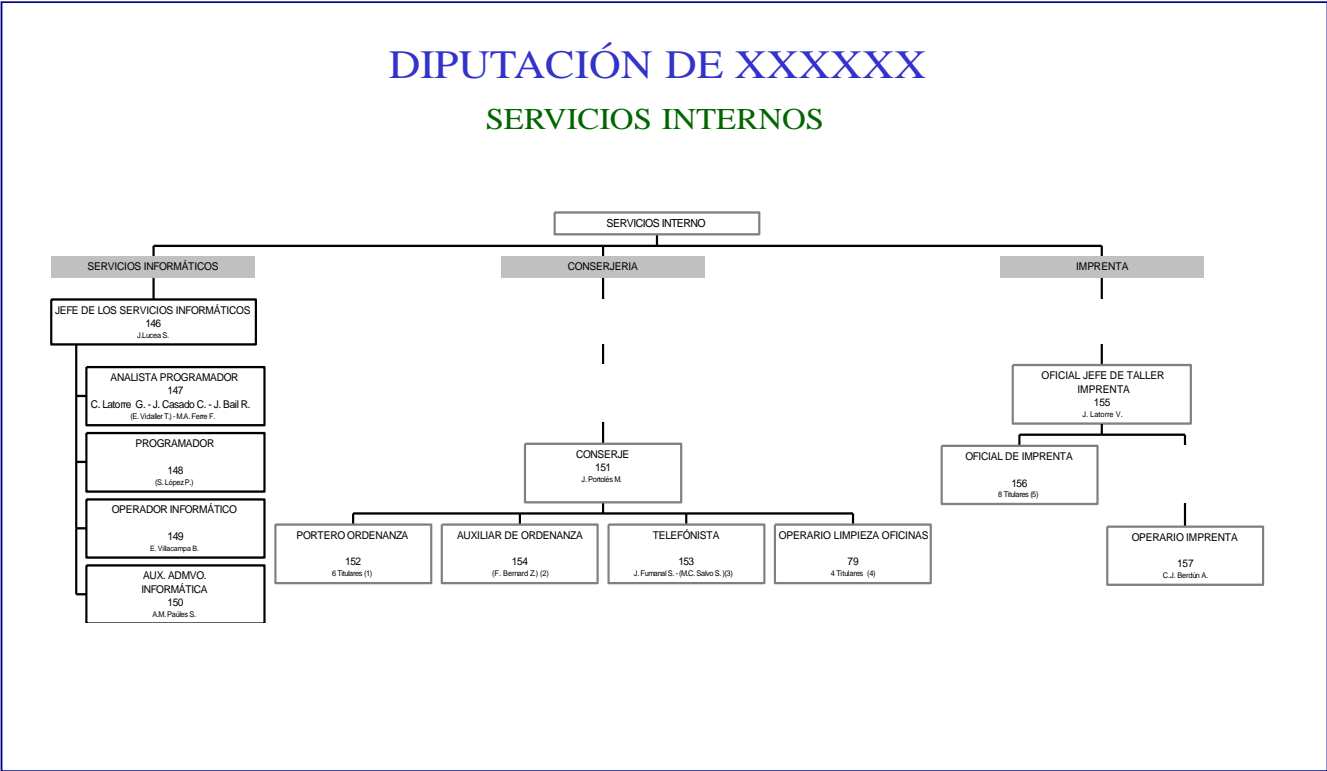 DIPUTACIÓN DE XXXXXX
SERVICIOS INTERNOS
SERVICIOS INTERNO
SERVICIOS INFORMÁTICOS
CONSERJERIA
IMPRENTA
JEFE DE LOS SERVICIOS INFORMÁTICOS
146
J.Lucea S.
ANALISTA PROGRAMADOR
147
C. Latorre G. - J. Casado C. - J. Bail R.
(E. Vidaller T.) - M.A. Ferre F.
PROGRAMADOR
148
(S. López P.)
OPERADOR INFORMÁTICO
149
E. Villacampa B.
AUX. ADMVO.
INFORMÁTICA
150
A.M. Paúles S.
CONSERJE
151
J. Portolés M.
PORTERO ORDENANZA
152
6 Titulares (1)
AUXILIAR DE ORDENANZA
154
(F. Bernard Z.) (2)
TELEFÓNISTA
153
J. Fumanal S. - (M.C. Salvo S.)(3)
OPERARIO LIMPIEZA OFICINAS
79
4 Titulares (4)
OFICIAL JEFE DE TALLER
IMPRENTA
155
J. Latorre V.
OFICIAL DE IMPRENTA
156
8 Titulares (5)
OPERARIO IMPRENTA
157
C.J. Berdún A.